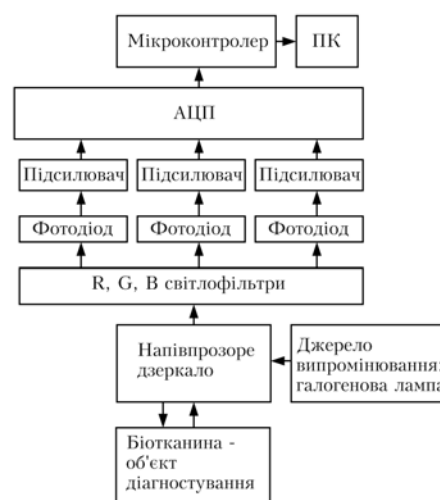 Мікроконтролер
ПК
АЦП
Підсилювач
Підсилювач
Підсилювач
Фотодіод
Фотодіод
Фотодіод
R, G, B світлофільтри
Напівпрозоре
дзеркало
Джерело
випромінювання:
галогенова лампа
Біотканина -
об'єкт
діагностування